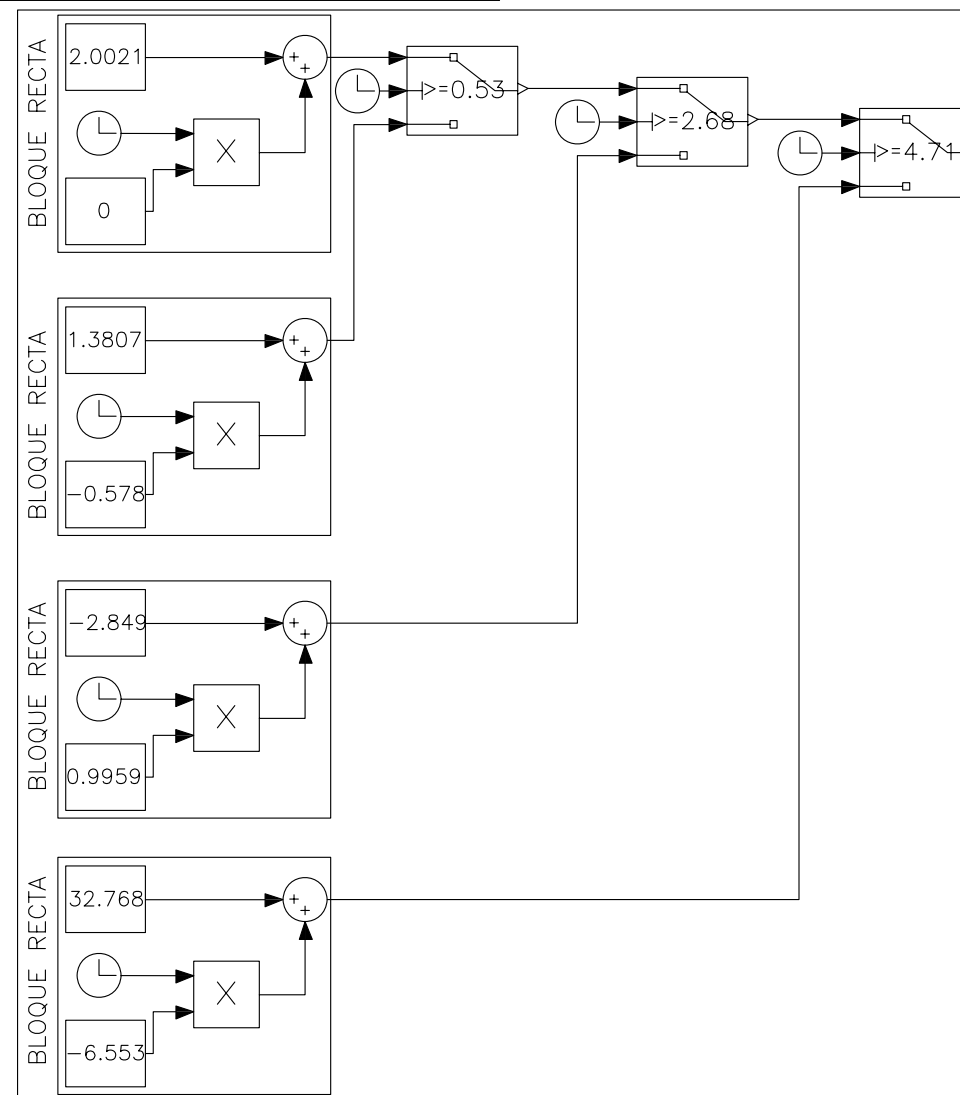 BLOQUE RECTA
2.0021
+
+
X
0
>=0.53
>=2.68
>=4.71
BLOQUE RECTA
1.3807
+
+
X
-0.578
BLOQUE RECTA
-2.849
+
+
X
0.9959
BLOQUE RECTA
32.768
+
+
X
-6.553